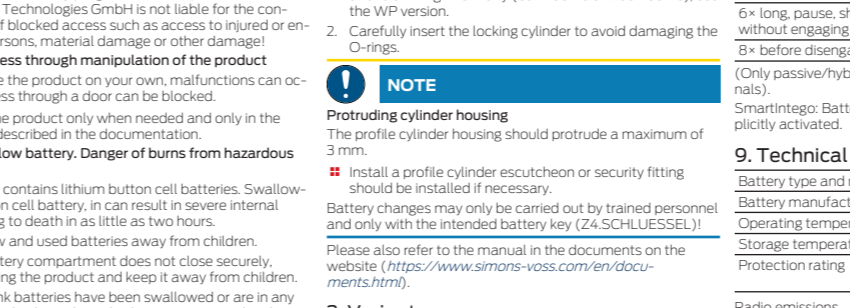 Technologies GmbH is not liable for the con-
f blocked access such as access to injured or en-
rsons, material damage or other damage!
ess through manipulation of the product
e the product on your own, malfunctions can oc-
ess through a door can be blocked.
e product only when needed and only in the
described in the documentation.
low battery. Danger of burns from hazardous
contains lithium button cell batteries. Swallow-
n cell battery, in can result in severe internal
g to death in as little as two hours.
w and used batteries away from children.
ttery compartment does not close securely,
ing the product and keep it away from children.
nk batteries have been swallowed or are in any
the WP version.
2. Carefully insert the locking cylinder to avoid damaging the
O-rings.
NOTE
Protruding cylinder housing
The profile cylinder housing should protrude a maximum of
3 mm.
Install a profile cylinder escutcheon or security fitting
should be installed if necessary.
Battery changes may only be carried out by trained personnel
and only with the intended battery key (Z4.SCHLUESSEL)!
Please also refer to the manual in the documents on the
website (https://www.simons-voss.com/en/docu-
ments.html).
6× long, pause, sh
without engaging
8× before disenga
(Only passive/hyb
nals).
SmartIntego: Batt
plicitly activated.
9. Technical
Battery type and
Battery manufact
Operating temper
Storage temperat
Protection rating
Radio emissions